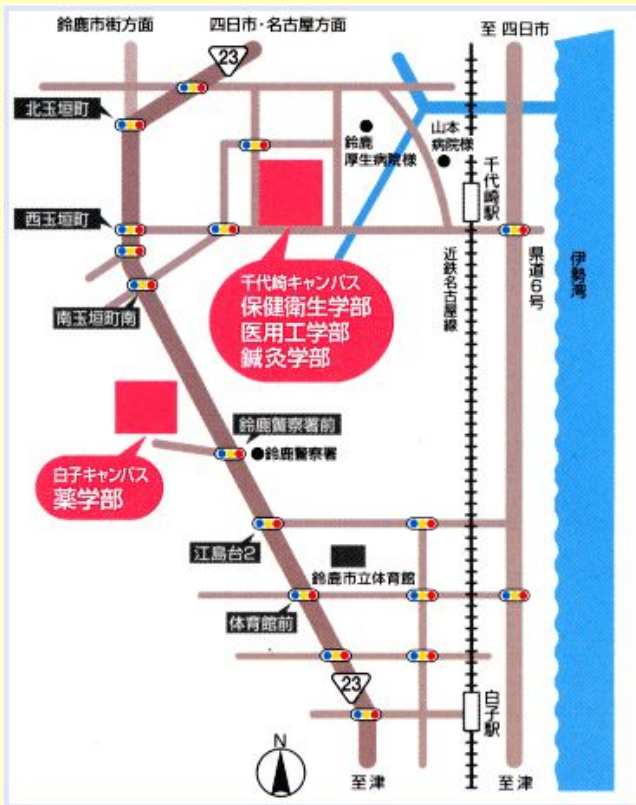 鈴鹿市街方面
四日市・名古屋方面
至 四日市
23
北玉垣町
鈴鹿
厚生病院様
山本
病院様
千代崎駅
西玉垣町
近鉄名古屋線
県道6号
伊勢湾
千代崎キャンパス
保健衛生学部
医用工学部
鍼灸学部
南玉垣町南
鈴鹿警察署前
鈴鹿警察署
白子キャンパス
薬学部
江島台2
鈴鹿市立体育館
体育館前
23
白子駅
N
至 津
至 津